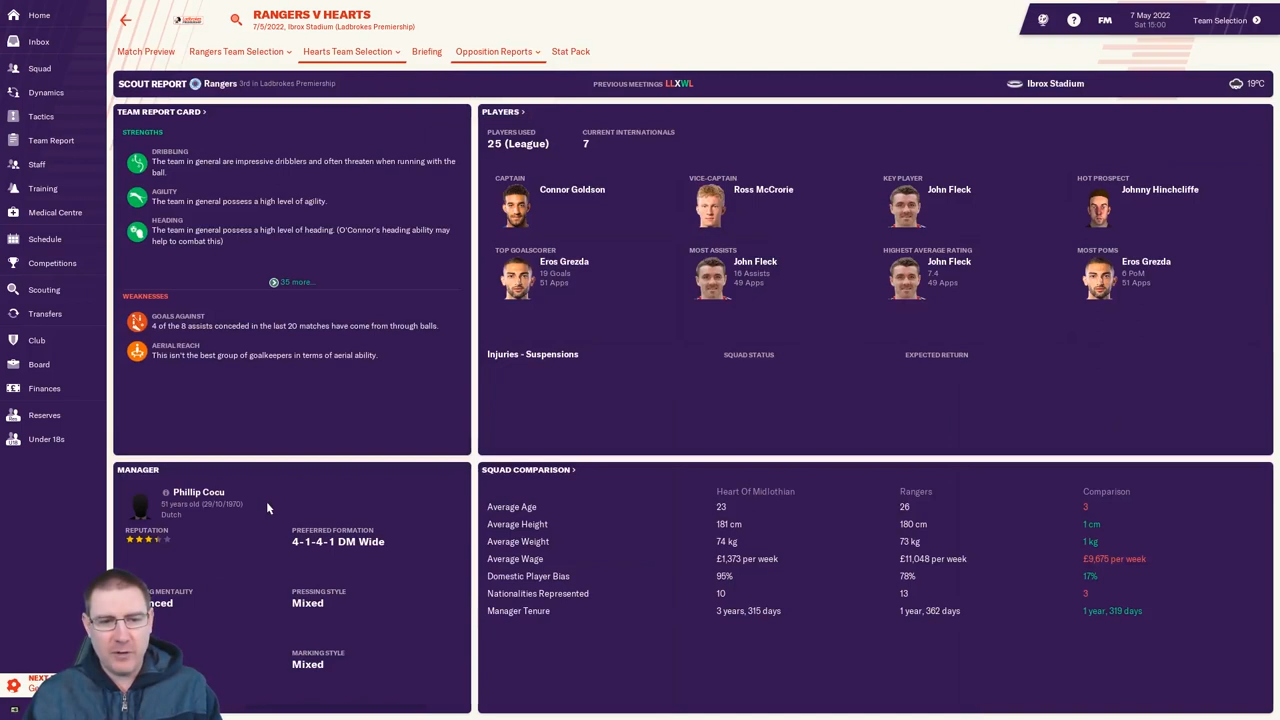 Home
Inbox
Squad
Dynamics
Tactics
Team Report
Staff
Training
Medical Centre
Schedule
Competitions
Scouting
Transfers
Club
Board
Finances
Reserves
Under 18s
NEXT
RANGERS V HEARTS
7/5/2022, Ibrox Stadium (Ladbrokes Premiership)
FM
7 May 2022
Sat 15:00
Team Selection
Match Preview
Rangers Team Selection
Hearts Team Selection
Briefing
Opposition Reports
Stat Pack
SCOUT REPORT Rangers 3rd in Ladbrokes Premiership
PREVIOUS MEETINGS LLXWL
Ibrox Stadium
19ºC
TEAM REPORT CARD >
STRENGTHS
DRIBBLING
The team in general are impressive dribblers and often threaten when running with the
ball.
AGILITY
The team in general possess a high level of agility.
HEADING
The team in general possess a high level of heading. (O'Connor's heading ability may
help to combat this)
35 more...
WEAKNESSES
GOALS AGAINST
4 of the 8 assists conceded in the last 20 matches have come from through balls.
AERIAL REACH
This isn't the best group of goalkeepers in terms of aerial ability.
PLAYERS >
PLAYERS USED
25 (League)
CURRENT INTERNATIONALS
7
CAPTAIN
Connor Goldson
VICE-CAPTAIN
Ross McCrorie
KEY PLAYER
John Fleck
HOT PROSPECT
Johnny Hinchcliffe
TOP GOALSCORER
Eros Grezda
19 Goals
51 Apps
MOST ASSISTS
John Fleck
16 Assists
49 Apps
HIGHEST AVERAGE RATING
John Fleck
7.4
49 Apps
MOST POMS
Eros Grezda
6 PoM
51 Apps
Injuries - Suspensions SQUAD STATUS EXPECTED RETURN
MANAGER
Phillip Cocu
51 years old (29/10/1970)
Dutch
REPUTATION
PREFERRED FORMATION
4-1-4-1 DM Wide
MENTALITY
PRESSING STYLE
Mixed
MARKING STYLE
Mixed
SQUAD COMPARISON >
Heart Of Midlothian Rangers Comparison
Average Age 23 26 3
Average Height 181 cm 180 cm 1 cm
Average Weight 74 kg 73 kg 1 kg
Average Wage £1,373 per week £11,048 per week £9,675 per week
Domestic Player Bias 95% 78% 17%
Nationalities Represented 10 13 3
Manager Tenure 3 years, 315 days 1 year, 362 days 1 year, 319 days